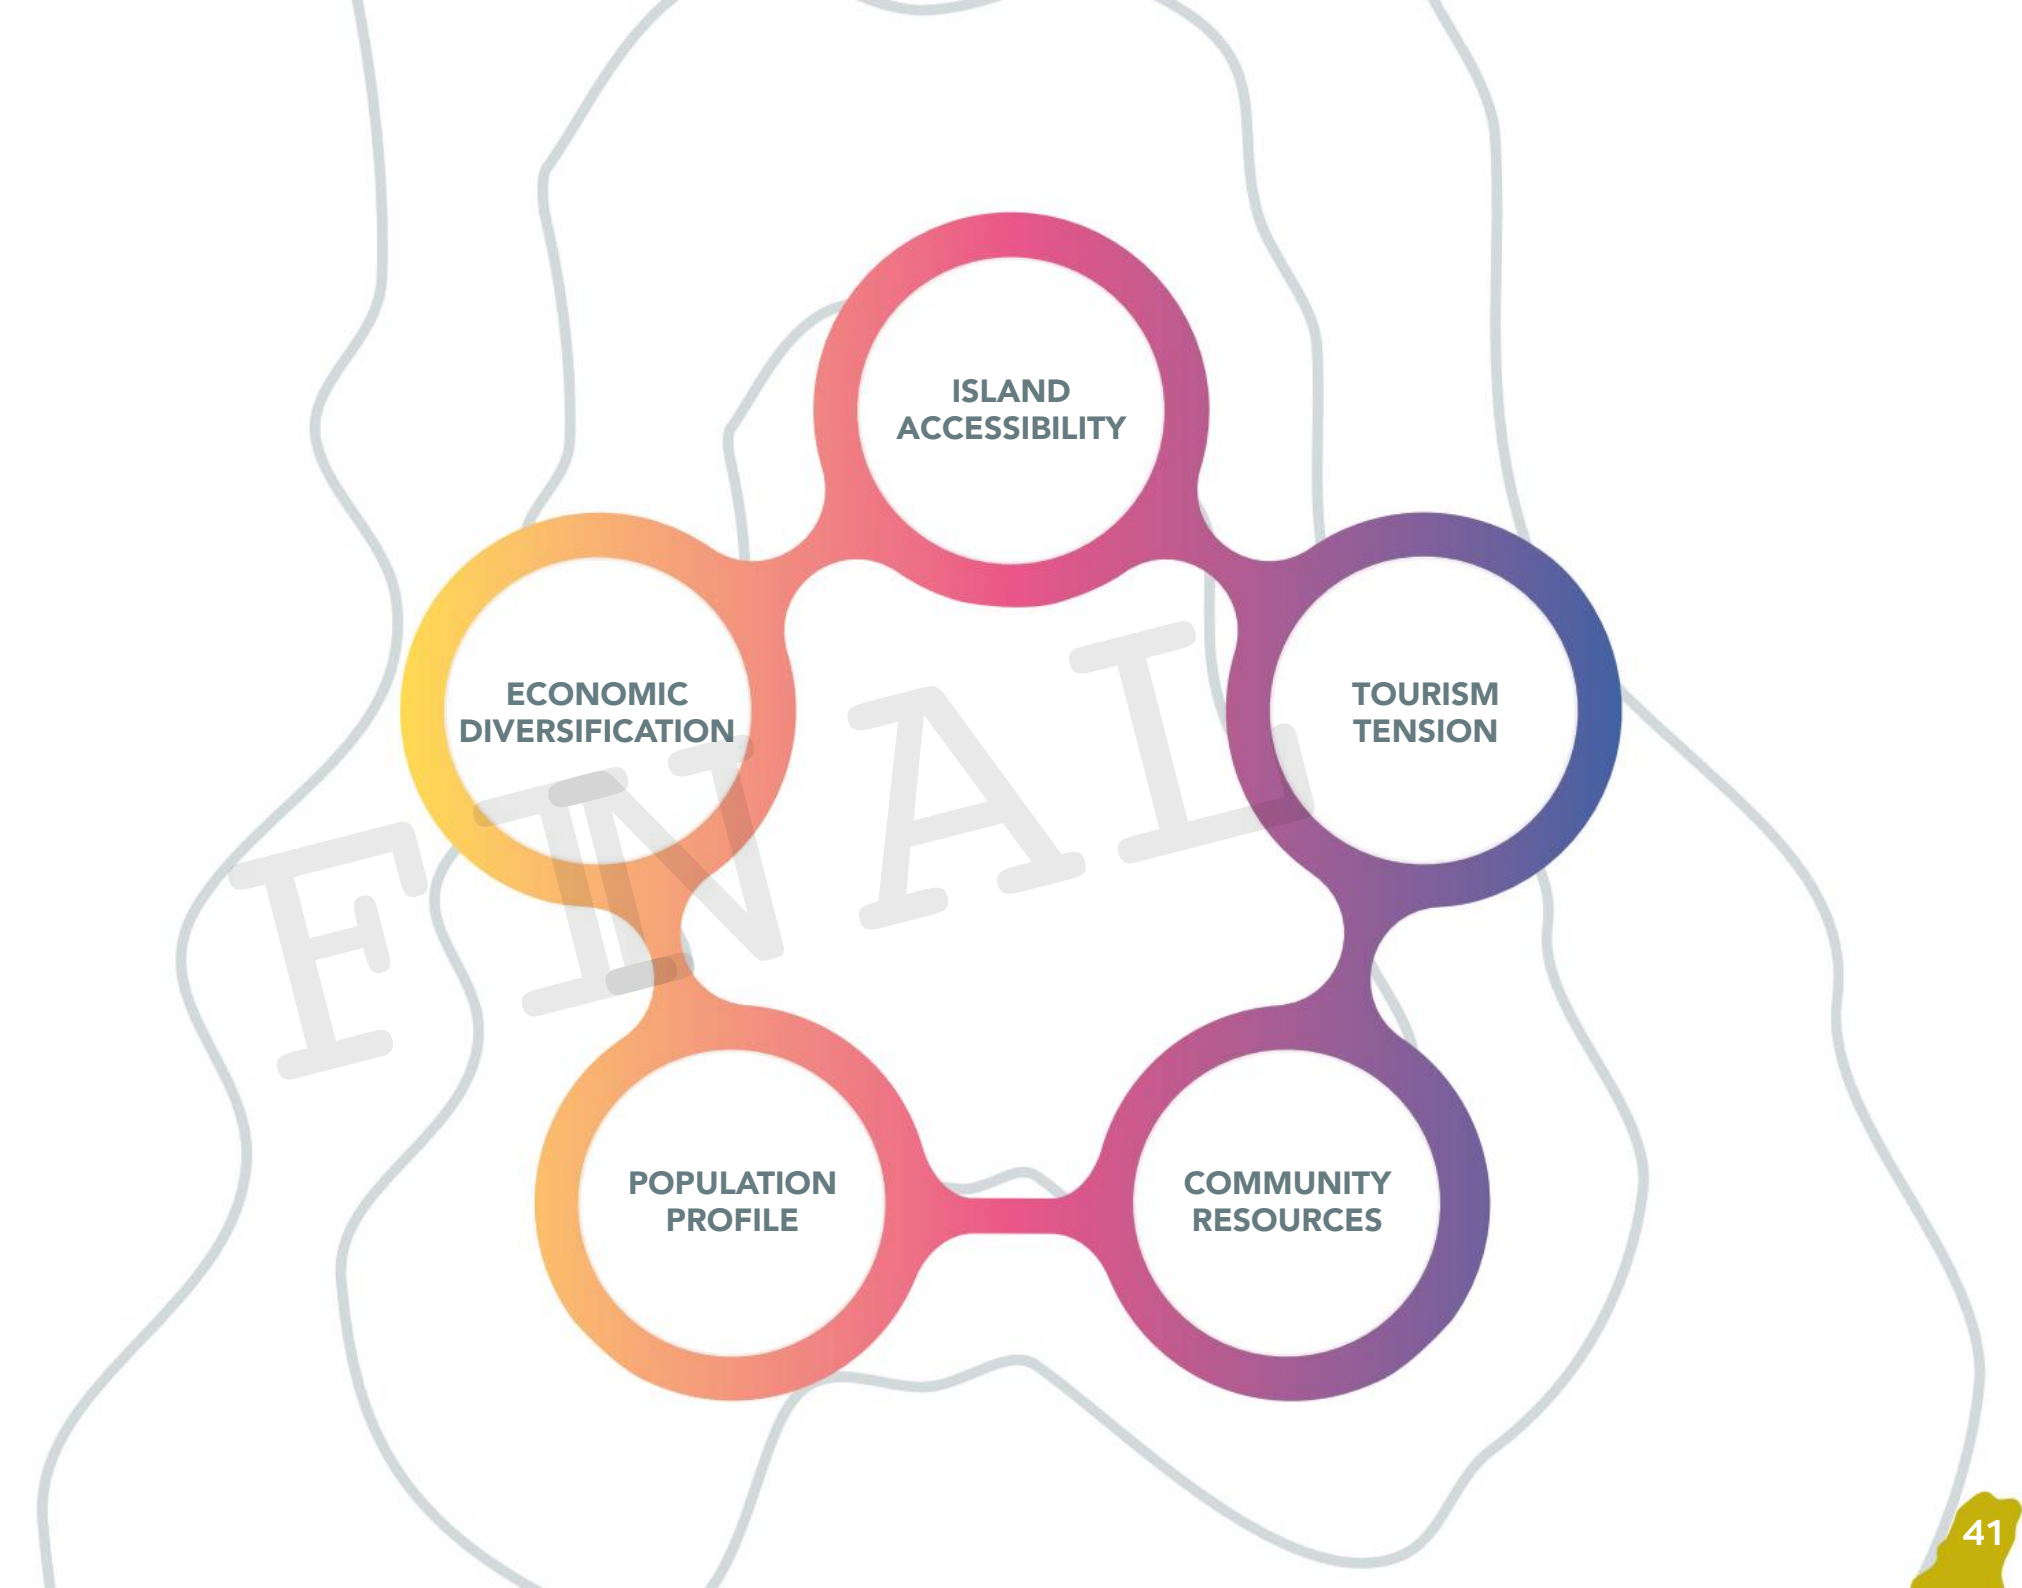 ISLAND
ACCESSIBILITY
ECONOMIC
DIVERSIFICATION
TOURISM
TENSION
FINAL
POPULATION
PROFILE
COMMUNITY
RESOURCES
41